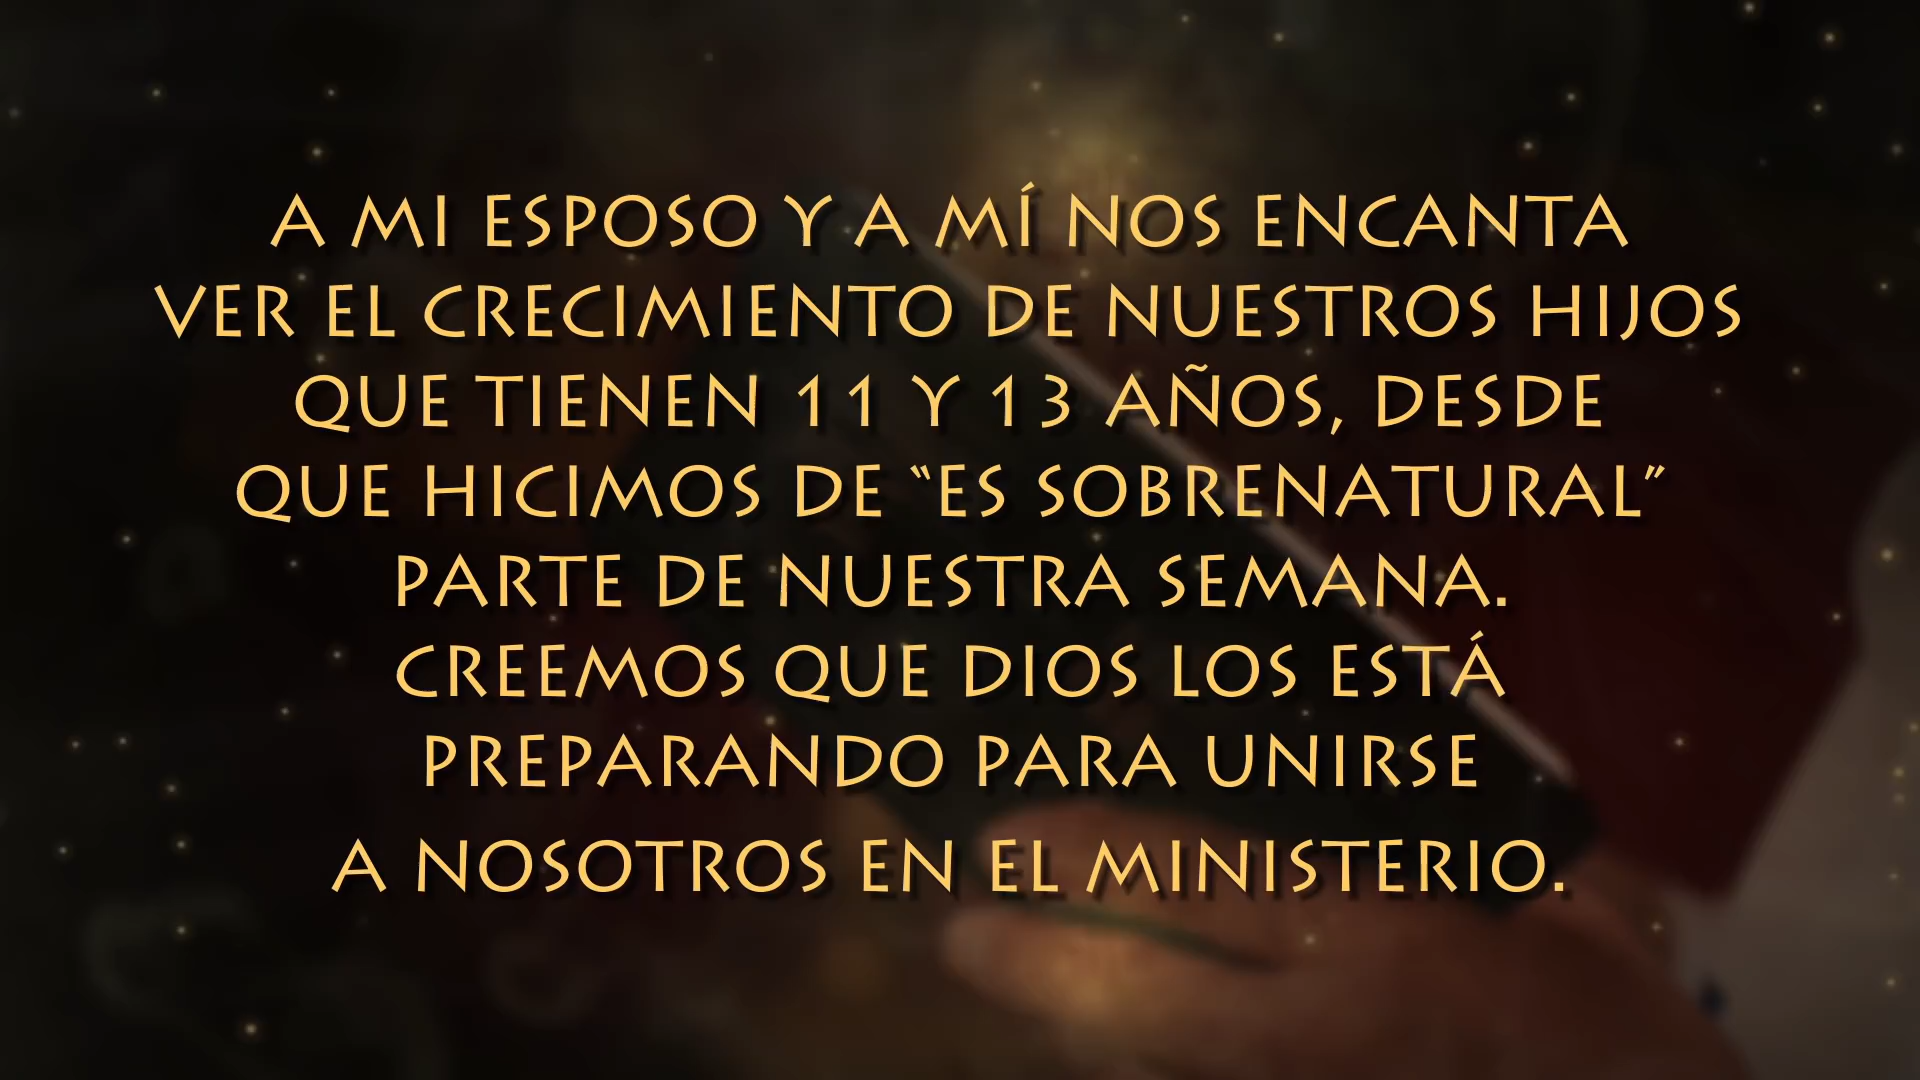 A MI ESPOSO Y A MÍ NOS ENCANTA
VER EL CRECIMIENTO DE NUESTROS HIJOS
QUE TIENEN 11 Y 13 AÑOS, DESDE
QUE HICIMOS DE “ES SOBRENATURAL”
PARTE DE NUESTRA SEMANA.
CREEMOS QUE DIOS LOS ESTÁ
PREPARANDO PARA UNIRSE
A NOSOTROS EN EL MINISTERIO.